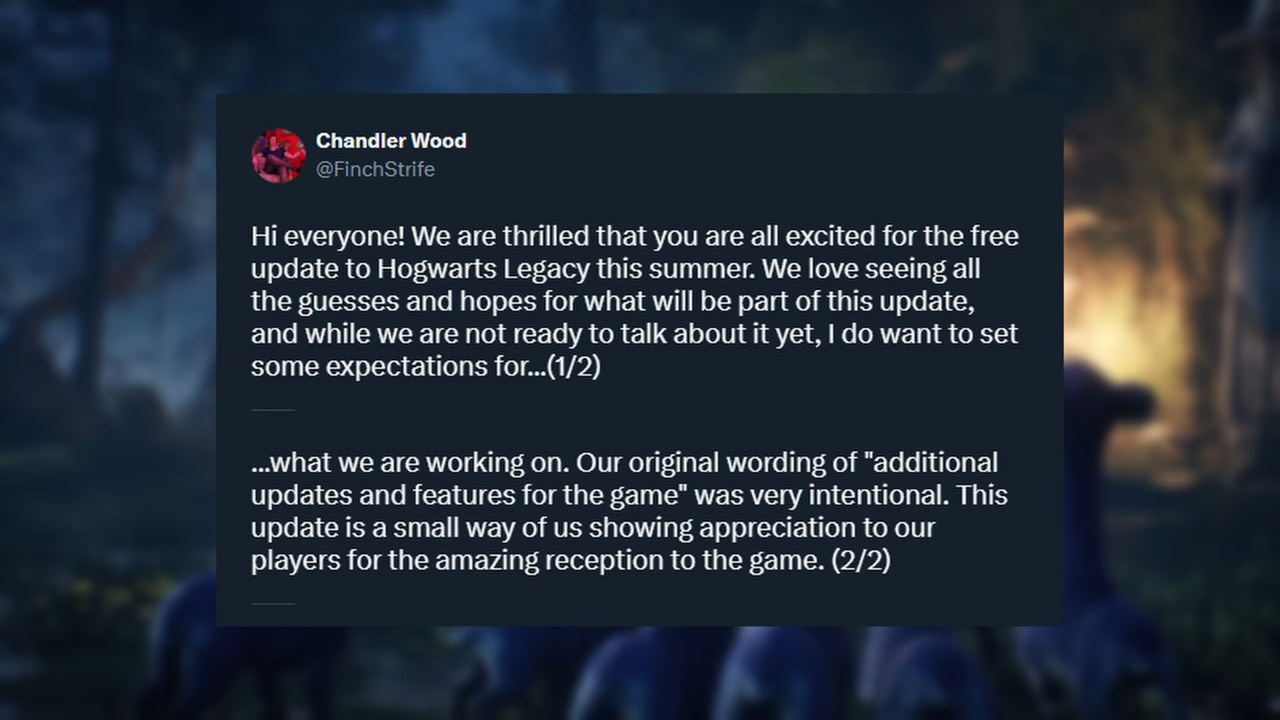 Chandler Wood
@FinchStrife
Hi everyone! We are thrilled that you are all excited for the free
update to Hogwarts Legacy this summer. We love seeing all
the guesses and hopes for what will be part of this update,
and while we are not ready to talk about it yet, I do want to set
some expectations for...(1/2)
...what we are working on. Our original wording of "additional
updates and features for the game" was very intentional. This
update is a small way of us showing appreciation to our
players for the amazing reception to the game. (2/2)